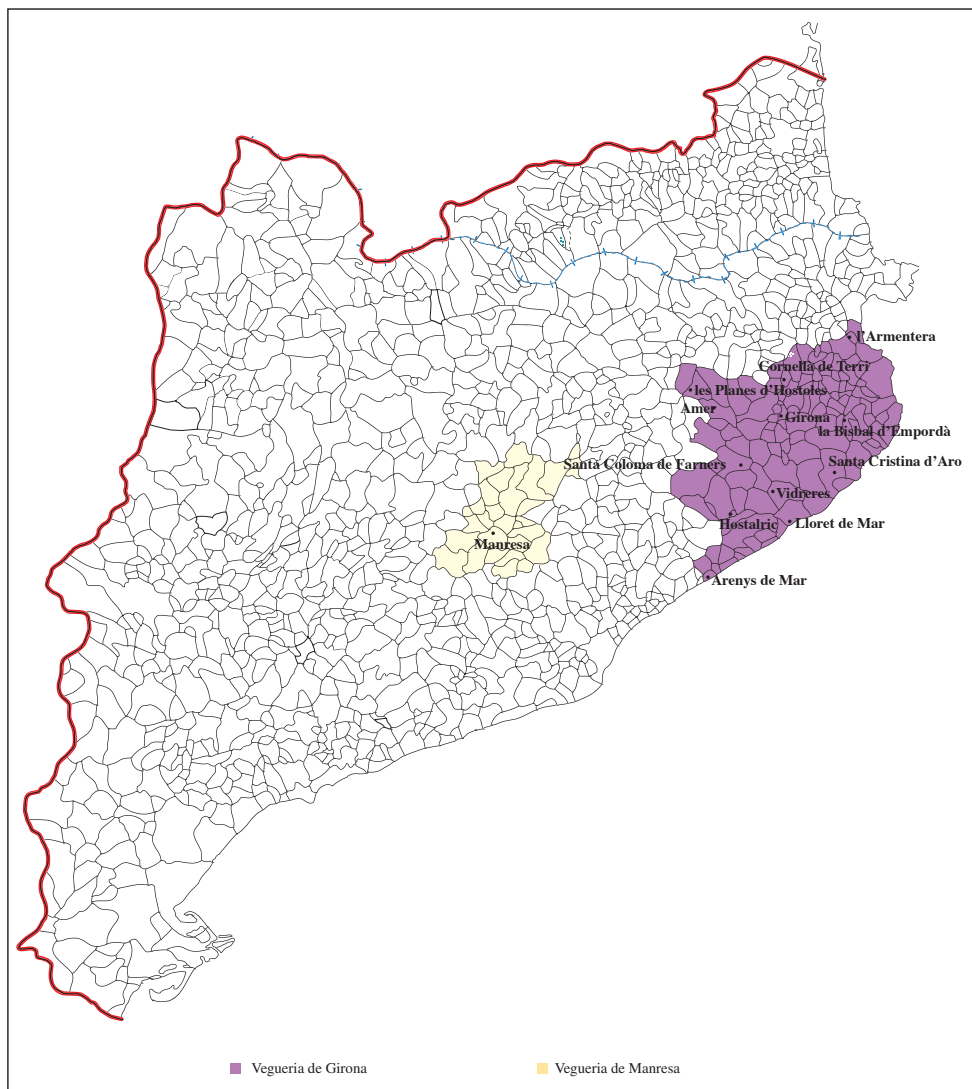 l'Armentera
Cornellà de Terri
les Planes d'Hostoles
Amer
Girona
la Bisbal d'Empordà
Santa Coloma de Farners
Santa Cristina d'Aro
Vidreres
Hostalric
Lloret de Mar
Manresa
Arenys de Mar
Vegueria de Girona
Vegueria de Manresa